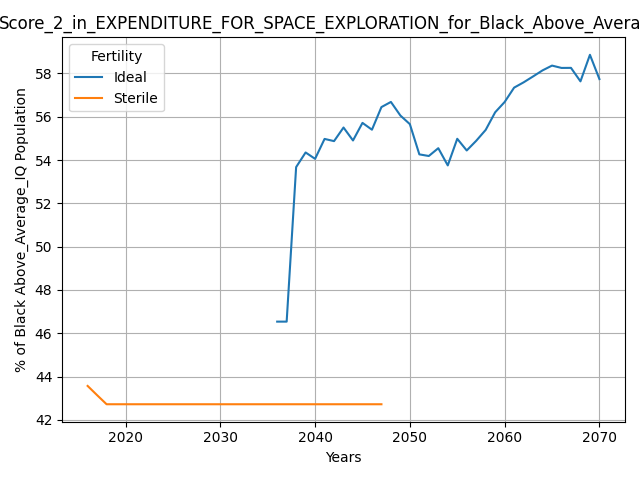 Score_2_in_EXPENDITURE_FOR_SPACE_EXPLORATION_for_Black_Above_Avera
Fertility
Ideal
Sterile
% of Black Above_Average_IQ Population
58
56
54
52
50
48
46
44
42
2020 2030 2040 2050 2060 2070
Years